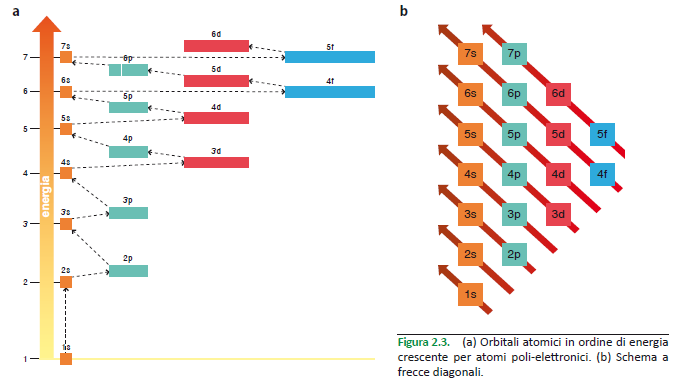 a
6d
7s
5f
7
6p
5d
6s
4f
6
5p
4d
5s
5
4p
3d
4s
4
energia
3p
3s
3
2p
2s
2
1s
1
b
7s 7p
6s 6p 6d
5s 5p 5d 5f
4s 4p 4d 4f
3s 3p 3d
2s 2p
1s
Figura 2.3. (a) Orbitali atomici in ordine di energia
crescente per atomi poli-elettronici. (b) Schema a
frecce diagonali.